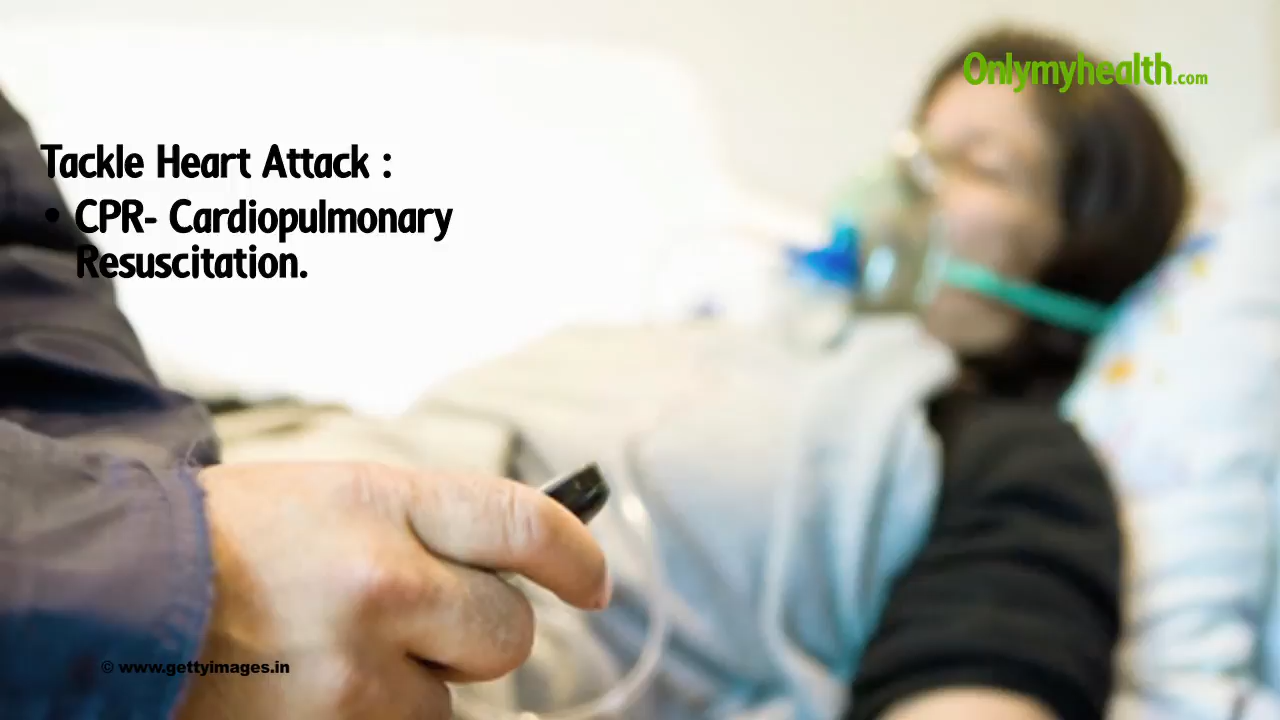 Onlymyhealth.com
Tackle Heart Attack :
• CPR- Cardiopulmonary
Resuscitation.
© www.gettyimages.in